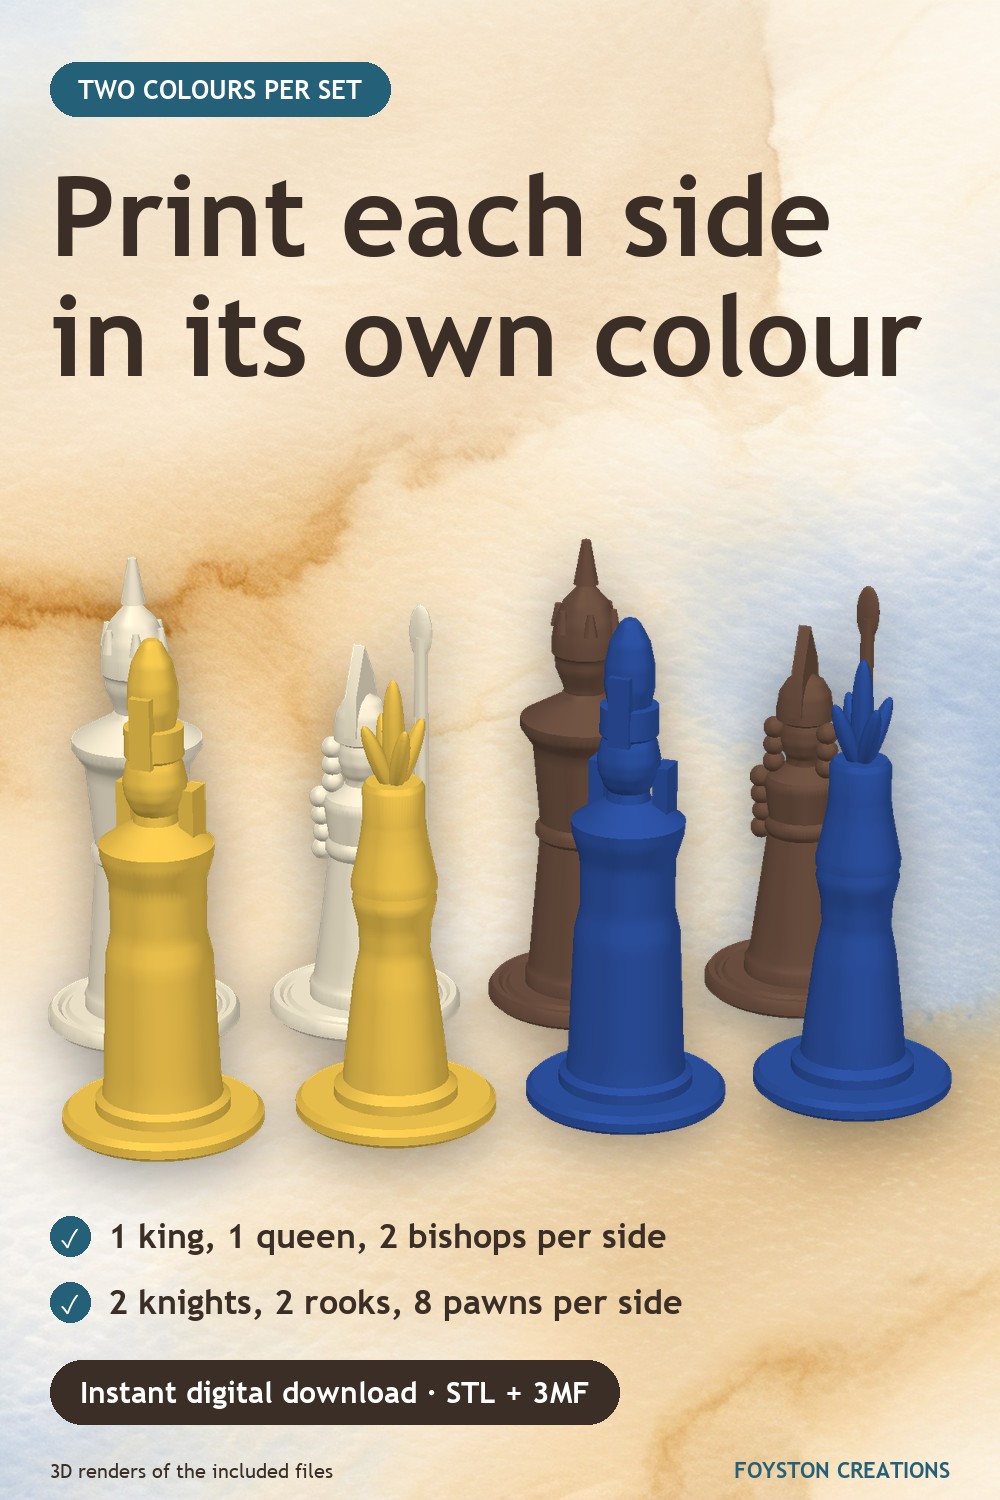 TWO COLOURS PER SET
Print each side
in its own colour
1 king, 1 queen, 2 bishops per side
2 knights, 2 rooks, 8 pawns per side
Instant digital download · STL + 3MF
3D renders of the included files
FOYSTON CREATIONS